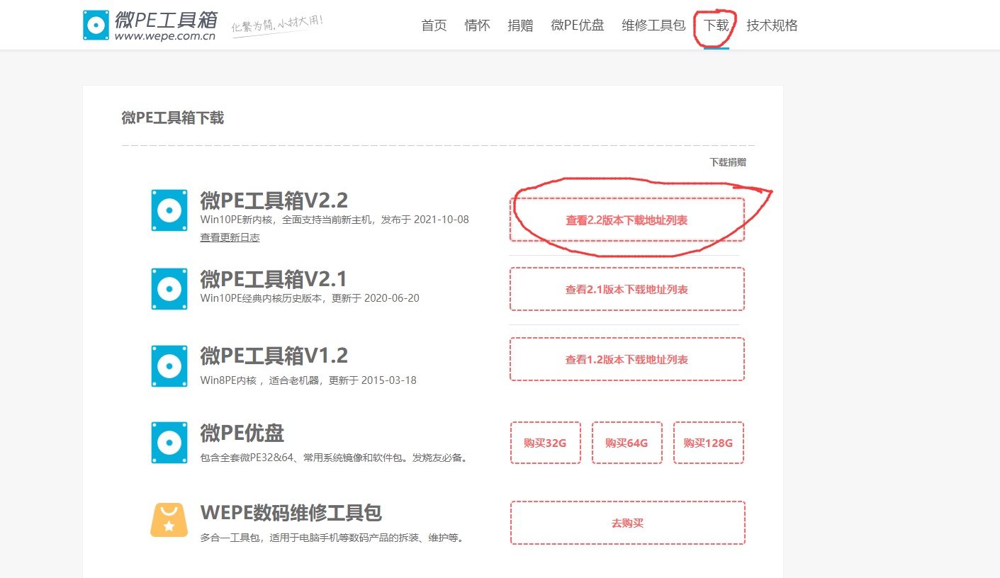 微PE工具箱
www.wepe.com.cn
化繁为简,小材大用!
首页 情怀 捐赠 微PE优盘 维修工具包 下载 技术规格
微PE工具箱下载
下载捐赠
微PE工具箱V2.2
Win10PE新内核，全面支持当前新主机，发布于 2021-10-08
查看更新日志
查看2.2版本下载地址列表
微PE工具箱V2.1
Win10PE经典内核历史版本，更新于 2020-06-20
查看2.1版本下载地址列表
微PE工具箱V1.2
Win8PE内核 ，适合老机器，更新于 2015-03-18
查看1.2版本下载地址列表
微PE优盘
包含全套微PE32&64、常用系统镜像和软件包。发烧友必备。
购买32G 购买64G 购买128G
WEPE数码维修工具包
多合一工具包，适用于电脑手机等数码产品的拆装、维护等。
去购买